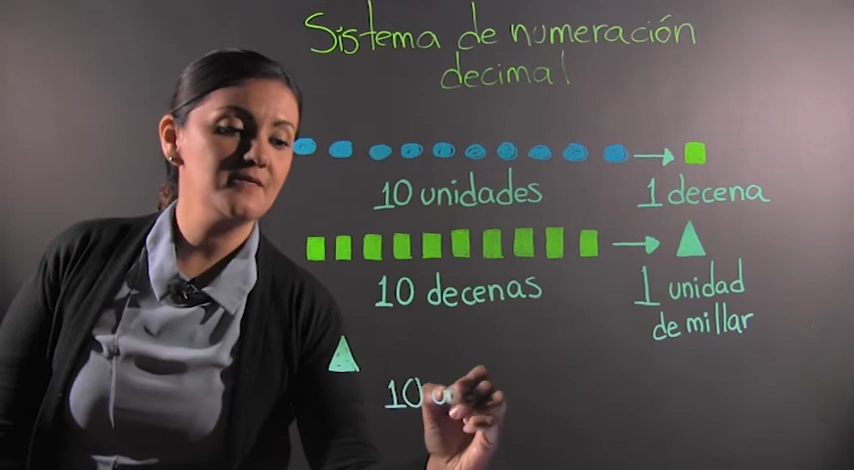 Sistema de numeración
decimal
10 unidades
1 decena
10 decenas
1 unidad
de millar
10 u